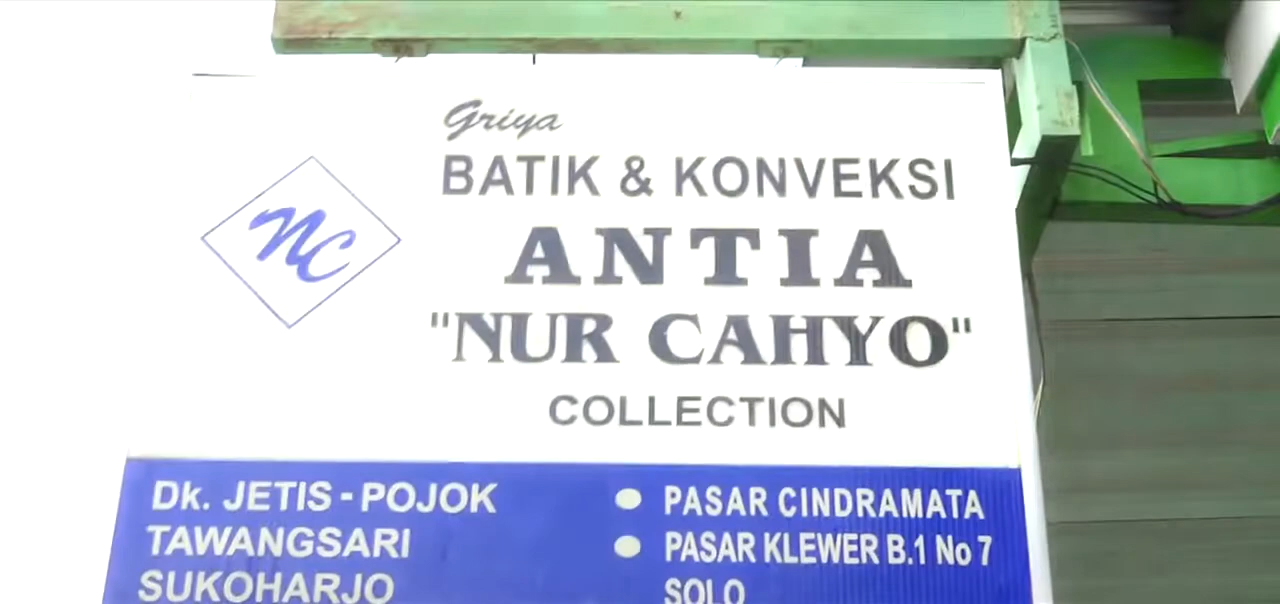 NC
Griya
BATIK & KONVEKSI
ANTIA
"NUR CAHYO"
COLLECTION
Dk. JETIS - POJOK
TAWANGSARI
SUKOHARJO
• PASAR CINDRAMATA
• PASAR KLEWER B.1 No 7
SOLO